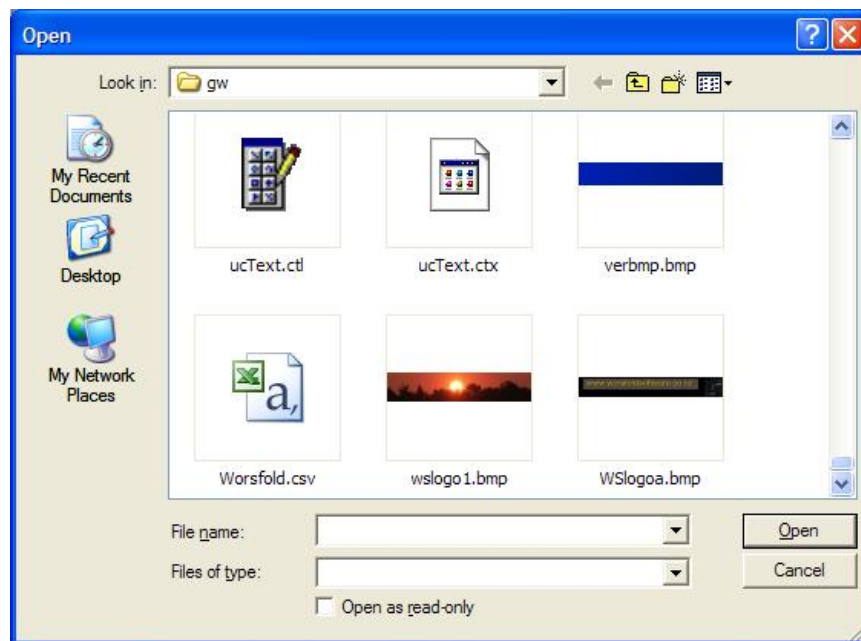 Open
Look in:
gw
My Recent
Documents
Desktop
My Network
Places
ucText.ctl
ucText.ctx
verbmp.bmp
Worsfold.csv
wslogo1.bmp
WSlogoa.bmp
File name:
Open
Files of type:
Cancel
Open as read-only